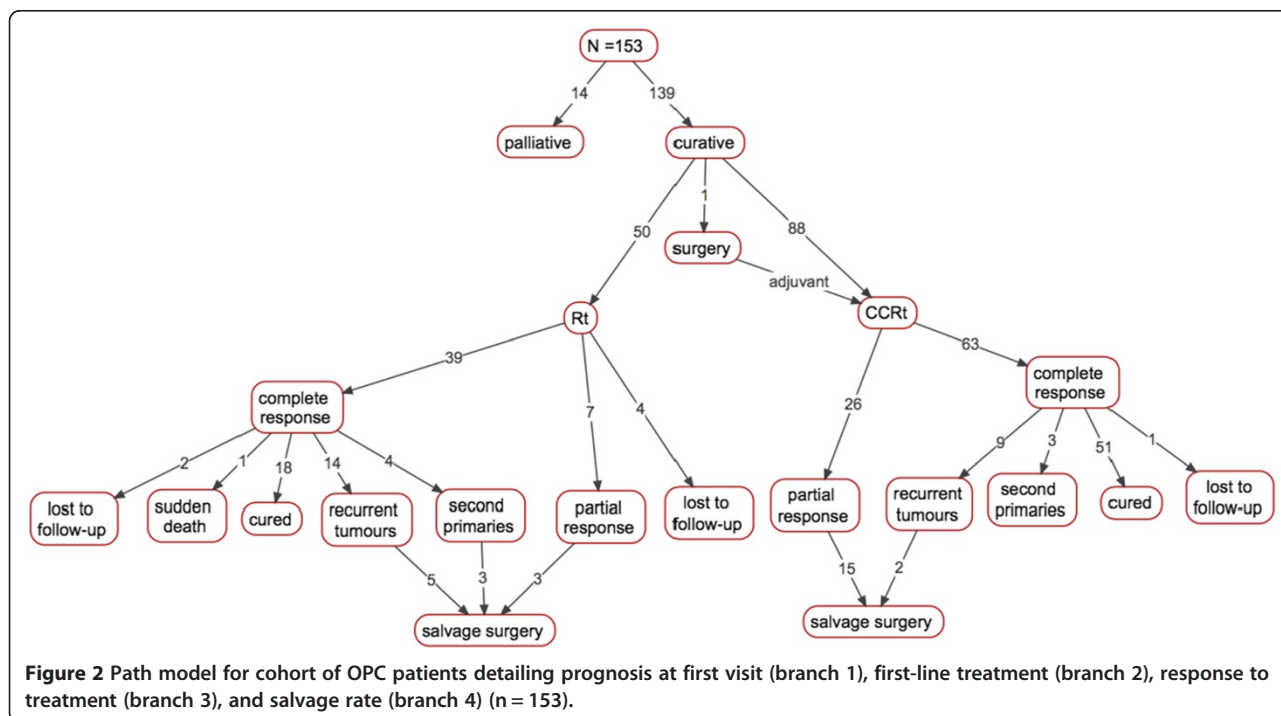 N =153
14
139
palliative
curative
1
50
88
surgery
adjuvant
Rt
CCRt
39
63
complete
response
7
4
26
complete
response
2
1
18
14
4
9
3
51
1
lost to
follow-up
sudden
death
cured
recurrent
tumours
second
primaries
partial
response
lost to
follow-up
partial
response
recurrent
tumours
second
primaries
cured
lost to
follow-up
5
3
3
15
2
salvage surgery
salvage surgery
Figure 2 Path model for cohort of OPC patients detailing prognosis at first visit (branch 1), first-line treatment (branch 2), response to
treatment (branch 3), and salvage rate (branch 4) (n = 153).